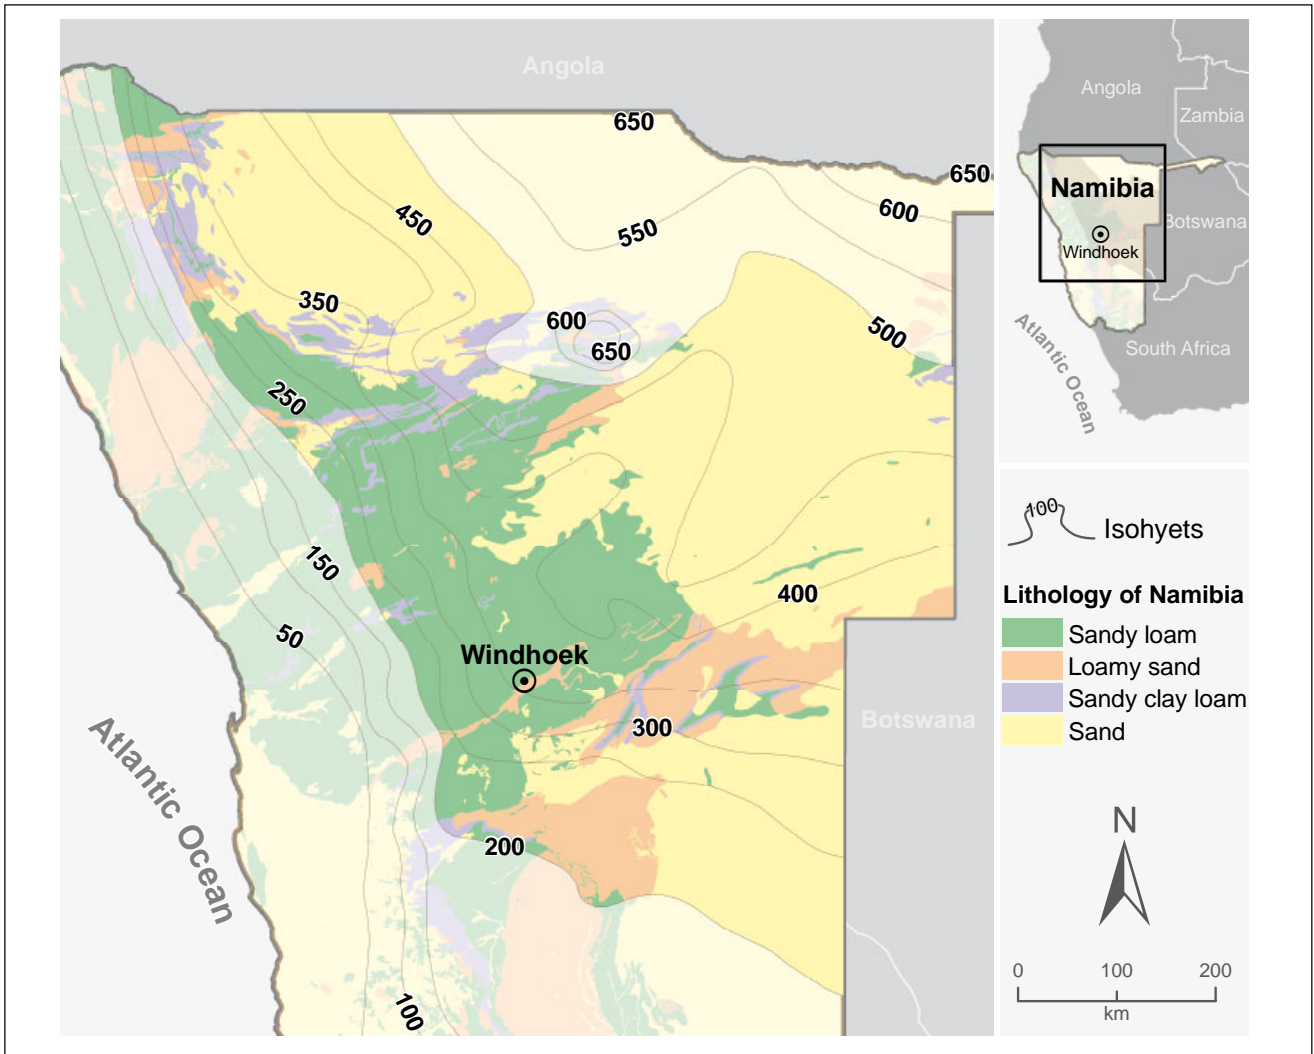 Angola
650
650
600
450
550
350
600
500
650
250
150
400
50
Windhoek
300
Botswana
Atlantic Ocean
200
100
Angola
Zambia
Namibia
Botswana
Windhoek
Atlantic Ocean
South Africa
100
Isohyets
Lithology of Namibia
Sandy loam
Loamy sand
Sandy clay loam
Sand
N
0 100 200
km